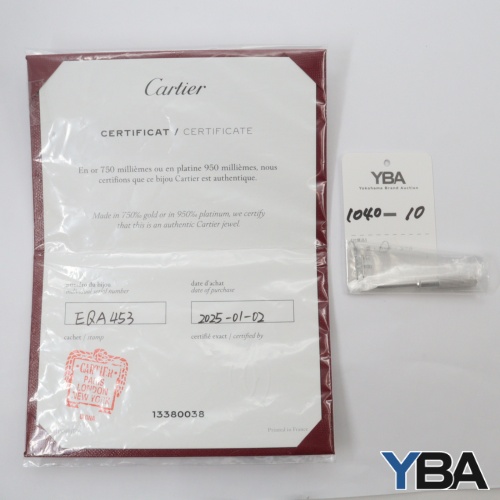 Cartier
CERTIFICAT / CERTIFICATE
En or 750 millièmes ou en platine 950 millièmes, nous
certifions que ce bijou Cartier est authentique.
Made in 750‰ gold or in 950‰ platinum, we certify
that this is an authentic Cartier jewel.
date d'achat
number
date of purchase
EQA453
2025-01-02
cachet / stamp
certifié exact / certified by
CARTIER
PARIS
LONDON
NEW YORK
13380038
Printed in France
YBA
Yokohama Brand Auction
1040-10
YBA